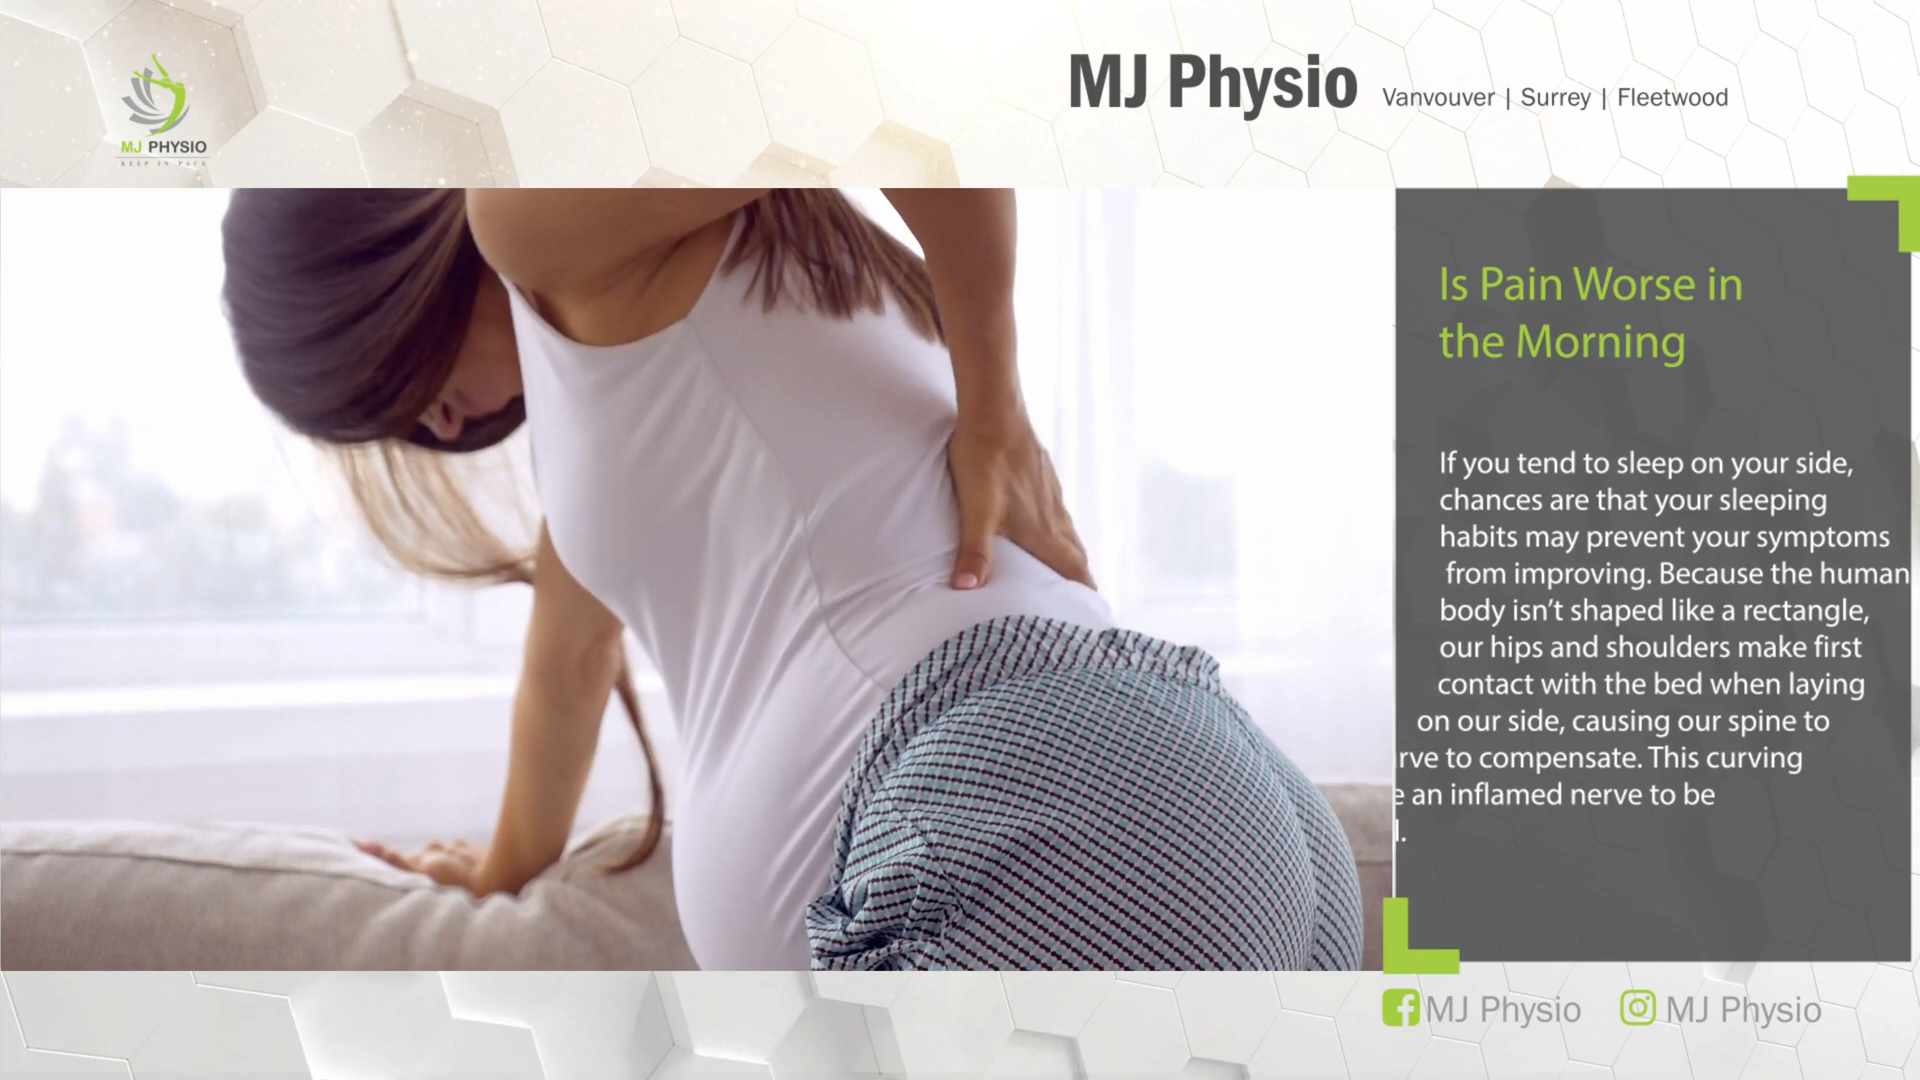 MJ PHYSIO
KEEP IN PACE
MJ Physio Vanvouver | Surrey | Fleetwood
Is Pain Worse in
the Morning
If you tend to sleep on your side,
chances are that your sleeping
habits may prevent your symptoms
from improving. Because the human
body isn’t shaped like a rectangle,
our hips and shoulders make first
contact with the bed when laying
on our side, causing our spine to
rve to compensate. This curving
e an inflamed nerve to be
.
MJ Physio MJ Physio